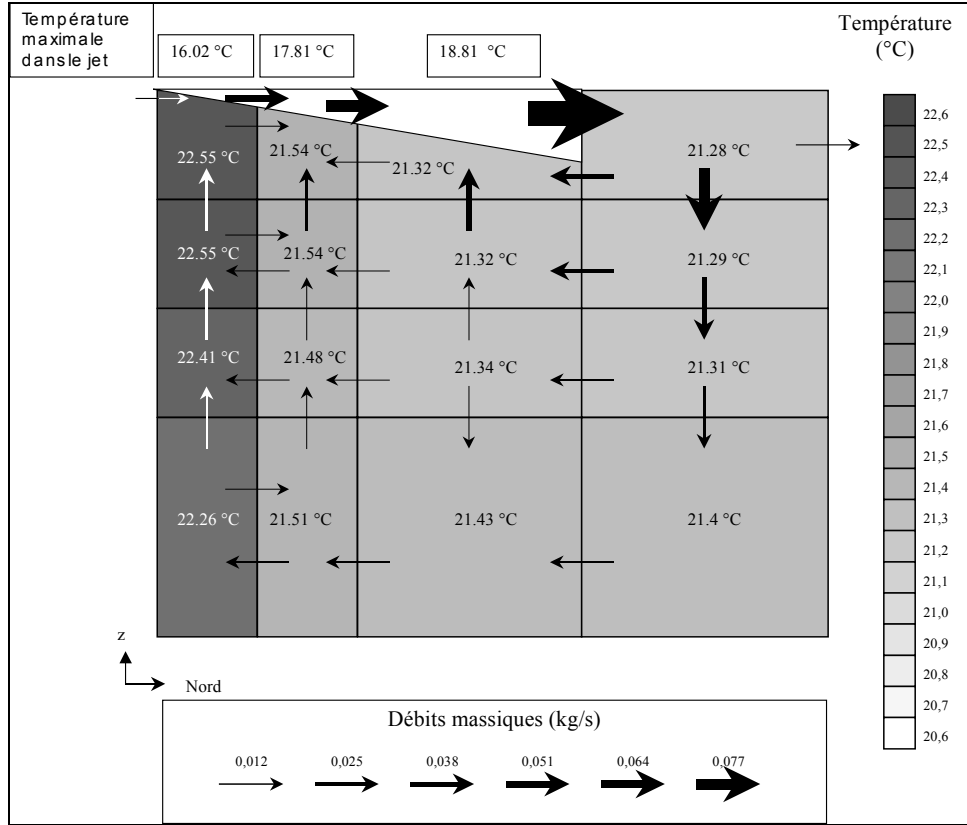 Température
maximale
dansle jet
16.02 °C
17.81 °C
18.81 °C
Température
(°C)
22.55 °C
21.54 °C
21.32 °C
21.28 °C
22.55 °C
21.54 °C
21.32 °C
21.29 °C
22.41 °C
21.48 °C
21.34 °C
21.31 °C
22.26 °C
21.51 °C
21.43 °C
21.4 °C
22,6
22,5
22,4
22,3
22,2
22,1
22,0
21,9
21,8
21,7
21,6
21,5
21,4
21,3
21,2
21,1
21,0
20,9
20,8
20,7
20,6
z
Nord
Débits massiques (kg/s)
0,012
0,025
0,038
0,051
0,064
0,077